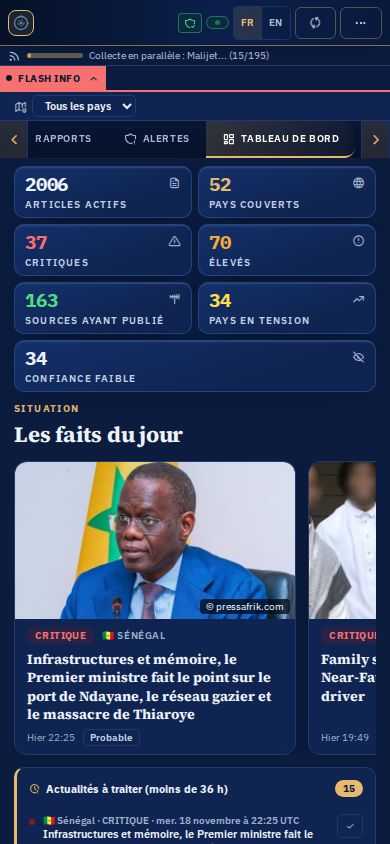 FR EN
Collecte en parallèle : Malijet... (15/195)
FLASH INFO
Tous les pays
RAPPORTS ALERTES TABLEAU DE BORD
2006
ARTICLES ACTIFS
52
PAYS COUVERTS
37
CRITIQUES
70
ÉLEVÉS
163
SOURCES AYANT PUBLIÉ
34
PAYS EN TENSION
34
CONFIANCE FAIBLE
SITUATION
Les faits du jour
© pressafrik.com
CRITIQUE SÉNÉGAL
Infrastructures et mémoire, le
Premier ministre fait le point sur le
port de Ndayane, le réseau gazier et
le massacre de Thiaroye
Hier 22:25 Probable
CRITIQU
Family s
Near-Fa
driver
Hier 19:49
Actualités à traiter (moins de 36 h) 15
Sénégal · CRITIQUE · mer. 18 novembre à 22:25 UTC
Infrastructures et mémoire, le Premier ministre fait le